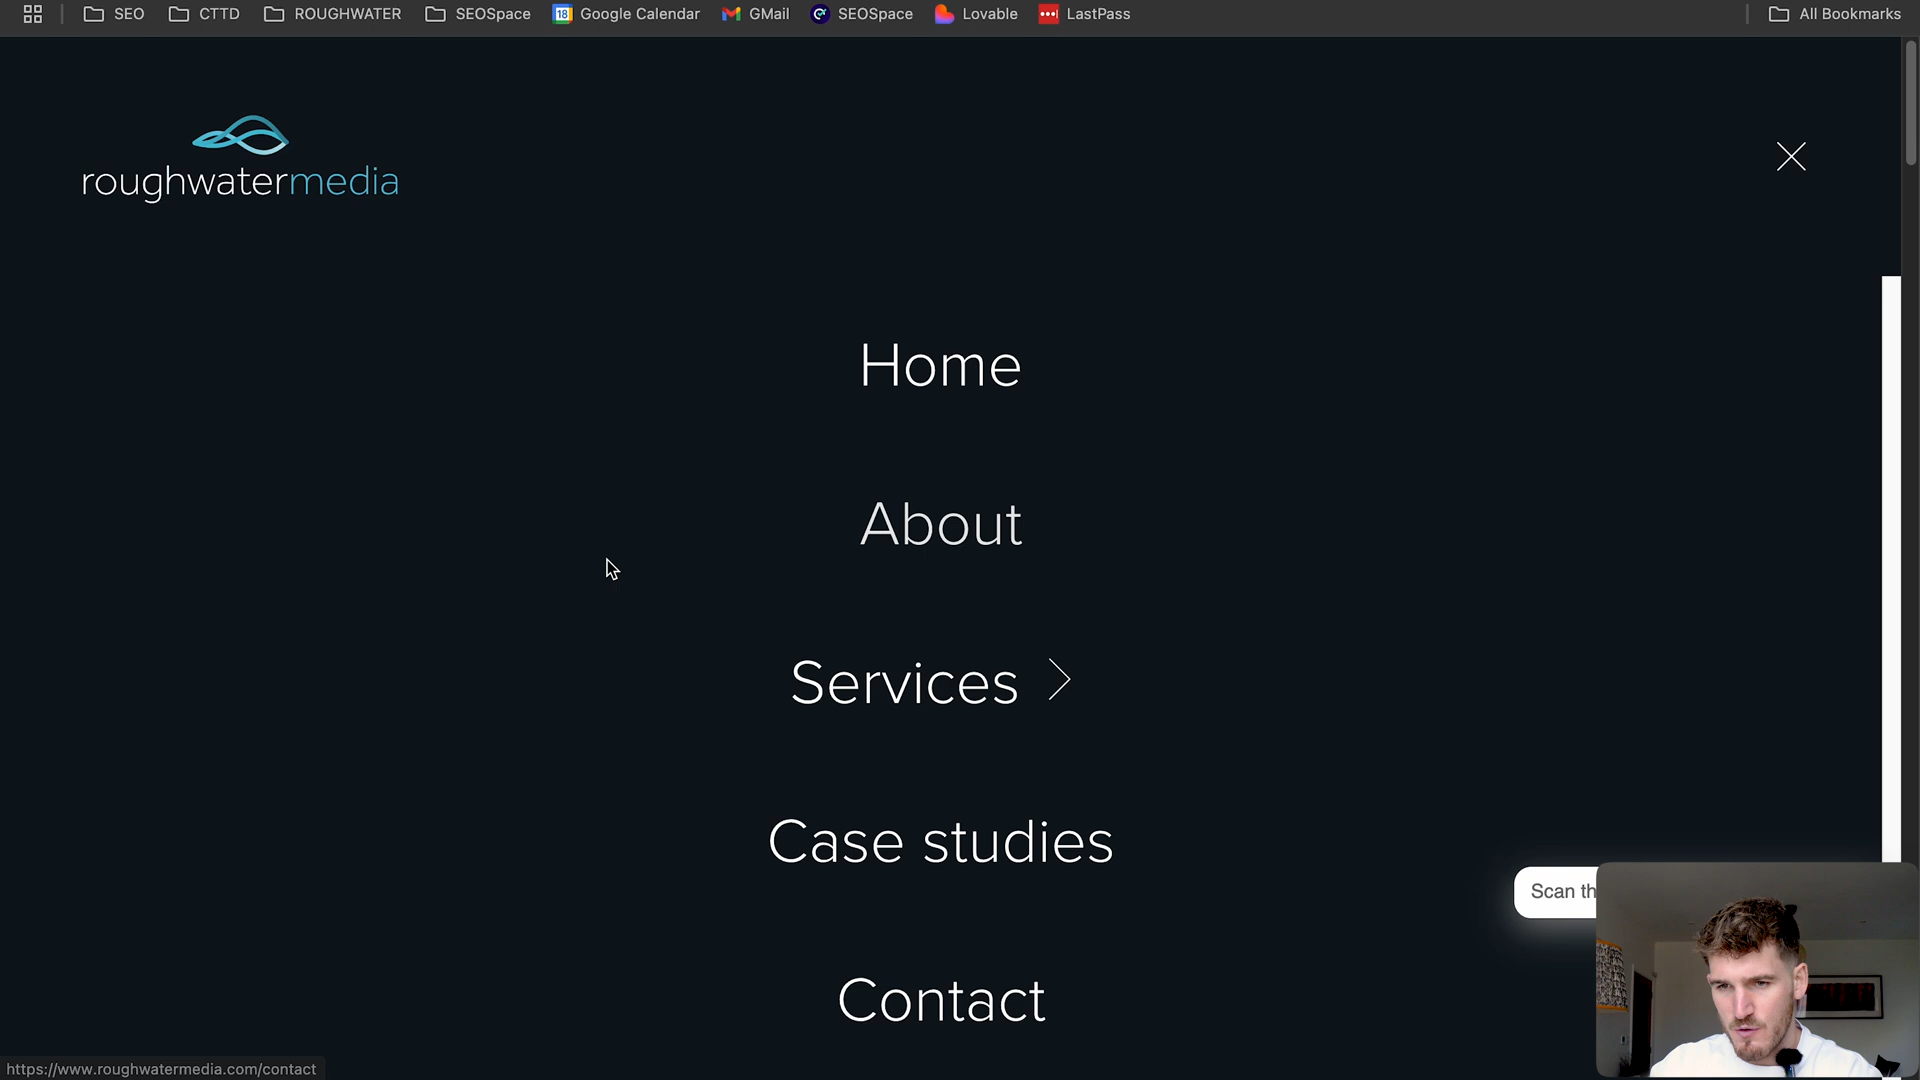 SEO CTTD ROUGHWATER SEOSpace 18 Google Calendar GMail SEOSpace Lovable LastPass All Bookmarks
roughwatermedia
Home
About
Services
Case studies
Contact
Scan th
https://www.roughwatermedia.com/contact